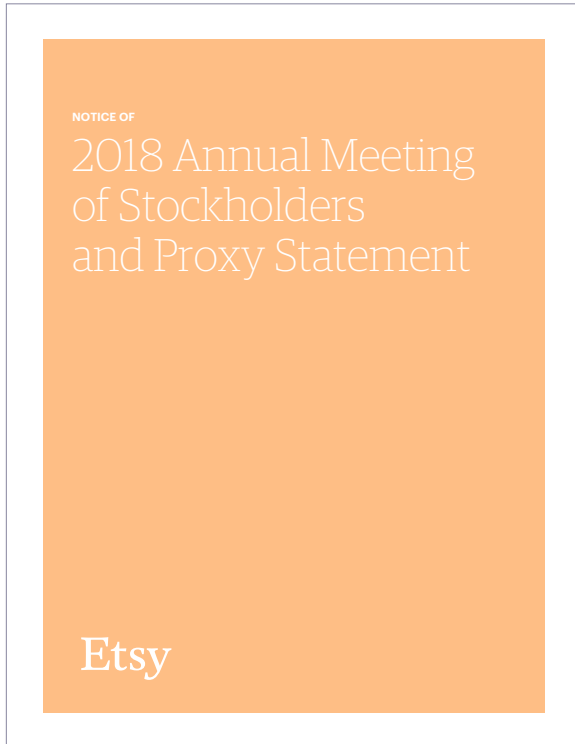 NOTICE OF
2018 Annual Meeting
of Stockholders
and Proxy Statement
Etsy